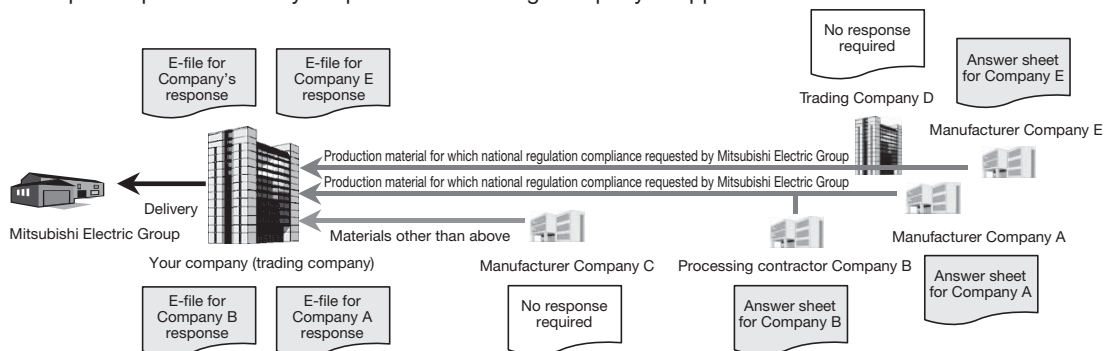 No response
required
E-file for
Company's
response
E-file for
Company E
response
Answer sheet
for Company E
Trading Company D
Manufacturer Company E
Production material for which national regulation compliance requested by Mitsubishi Electric Group
Production material for which national regulation compliance requested by Mitsubishi Electric Group
Delivery
Mitsubishi Electric Group
Materials other than above
Manufacturer Company A
Your company (trading company)
Manufacturer Company C
Processing contractor Company B
E-file for
Company B
response
E-file for
Company A
response
No response
required
Answer sheet
for Company B
Answer sheet
for Company A